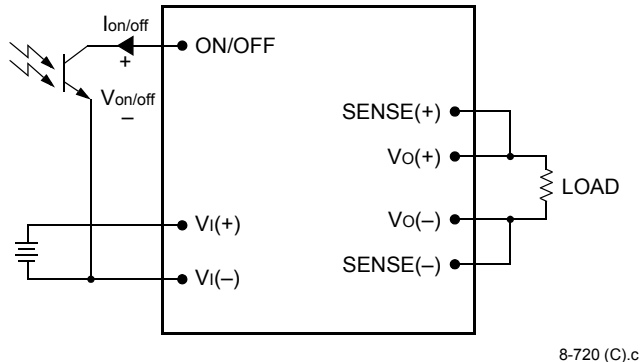 Ion/off
+
ON/OFF
Von/off
–
SENSE(+)
VO(+)
LOAD
VO(–)
VI(+)
SENSE(–)
VI(–)
8-720 (C).c